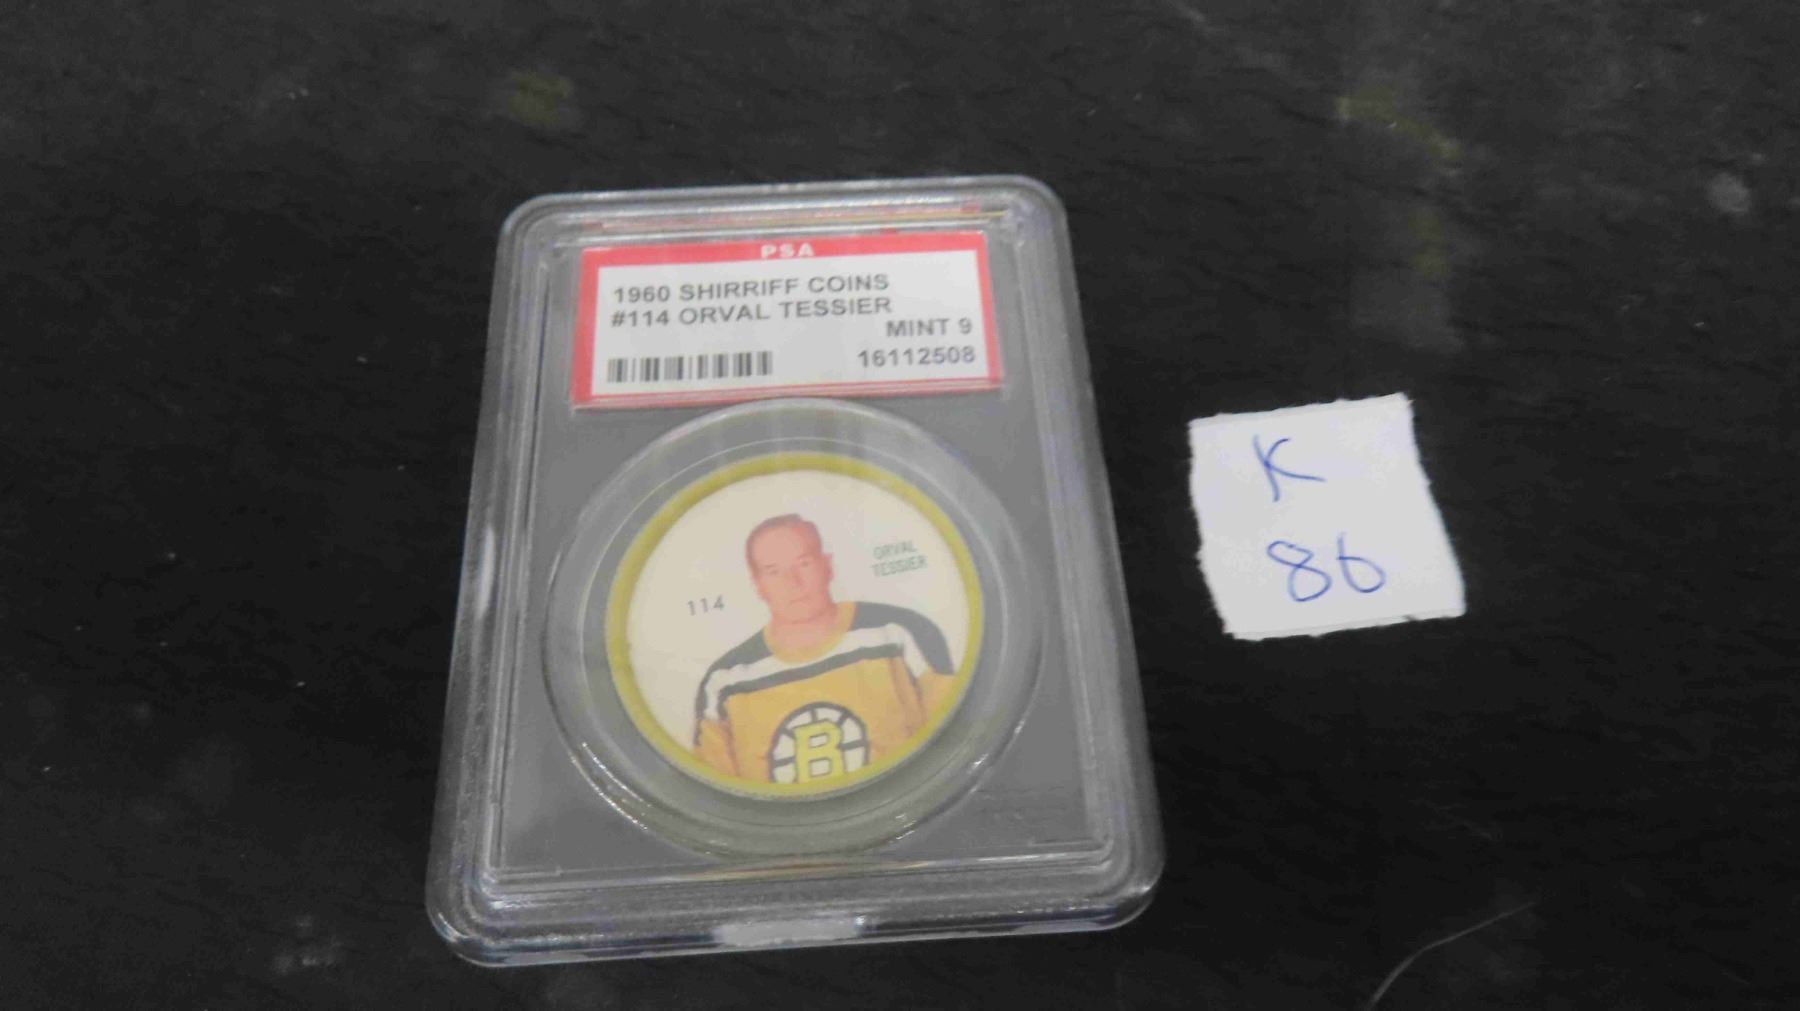 PSA
1960 SHIRRIFF COINS
#114 ORVAL TESSIER
MINT 9
16112508
ORVAL
TESSIER
114
B
K
86